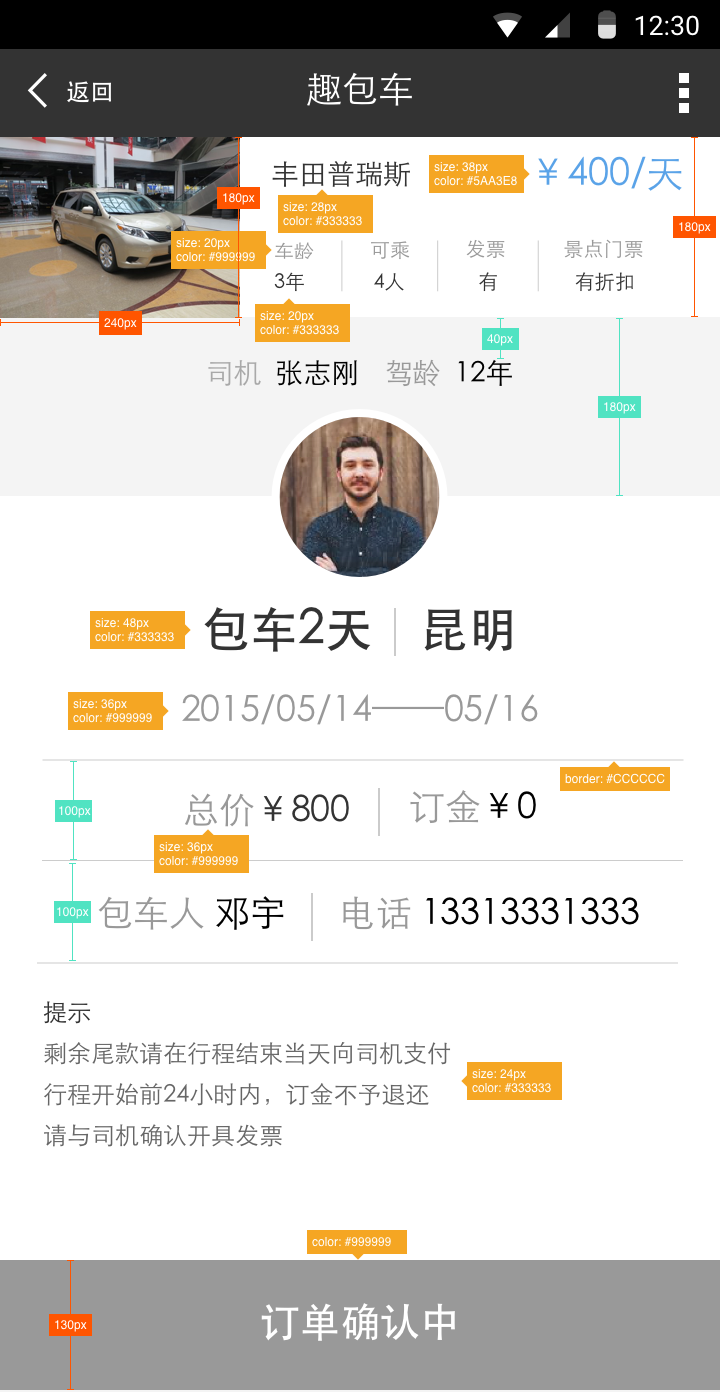 12:30
返回
趣包车
丰田普瑞斯
size: 38px
color: #5AA3E8
¥ 400/天
180px
size: 28px
color: #333333
180px
size: 20px
color: #999999
车龄
可乘
发票
景点门票
3年
4人
有
有折扣
size: 20px
color: #333333
240px
40px
司机 张志刚 驾龄 12年
180px
size: 48px
color: #333333
包车2天 昆明
size: 36px
color: #999999
2015/05/14——05/16
border: #CCCCCC
100px
总价 ¥ 800 订金 ¥ 0
size: 36px
color: #999999
100px
包车人 邓宇 电话 13313331333
提示
剩余尾款请在行程结束当天向司机支付
行程开始前24小时内，订金不予退还
size: 24px
color: #333333
请与司机确认开具发票
color: #999999
130px
订单确认中